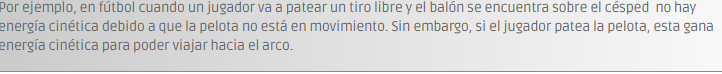 Por ejemplo, en fútbol cuando un jugador va a patear un tiro libre y el balón se encuentra sobre el césped  no hay
energía cinética debido a que la pelota no está en movimiento. Sin embargo, si el jugador patea la pelota, esta gana
energía cinética para poder viajar hacia el arco.